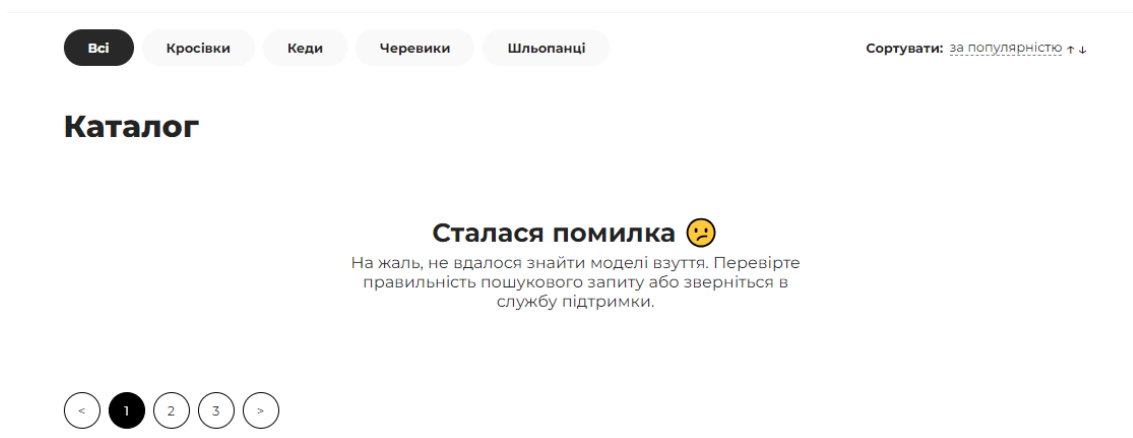 Всі Кросівки Кеди Черевики Шльопанці Сортувати: за популярністю ↑ ↓
Каталог
Сталася помилка 😕
На жаль, не вдалося знайти моделі взуття. Перевірте
правильність пошукового запиту або зверніться в
службу підтримки.
< 1 2 3 >